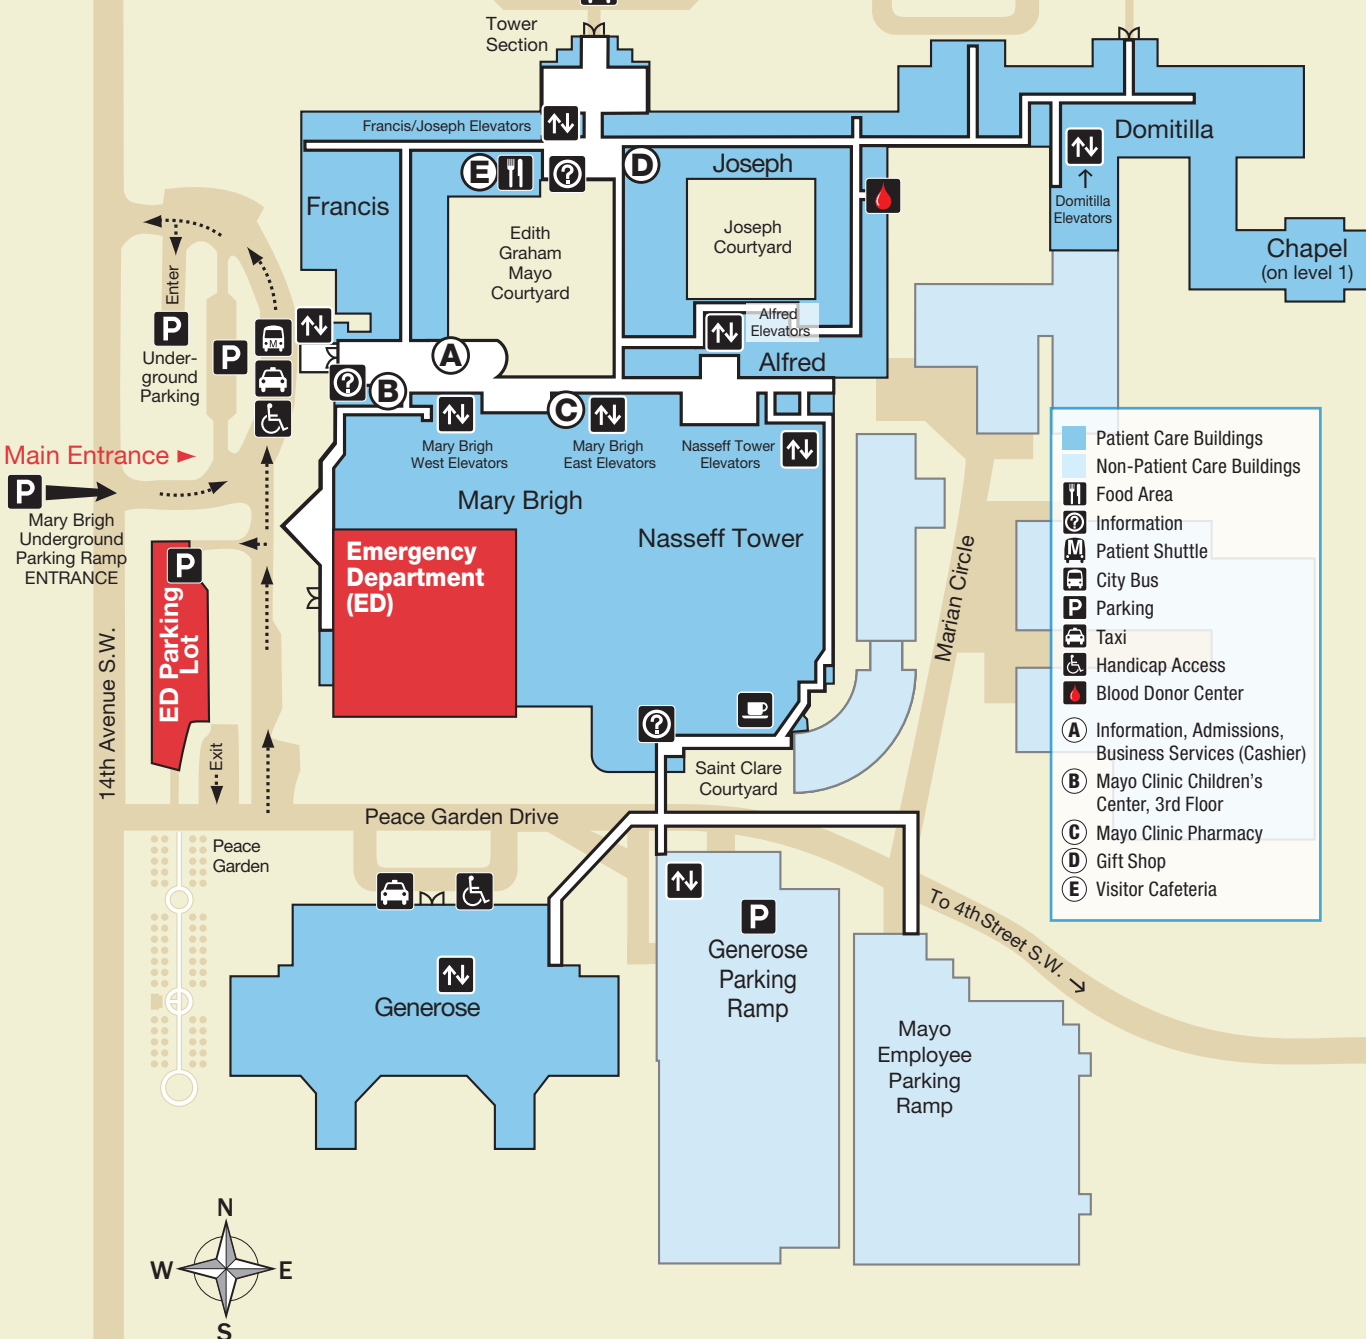 Tower
Section
Francis/Joseph Elevators
E
?
D
Joseph
Domitilla
Domitilla
Elevators
Francis
Edith
Graham
Mayo
Courtyard
Joseph
Courtyard
Chapel
(on level 1)
Enter
P
Under-
ground
Parking
P
M
A
Alfred
Elevators
Alfred
?
B
C
Mary Brigh
West Elevators
Mary Brigh
East Elevators
Nasseff Tower
Elevators
Main Entrance
P
Mary Brigh
Underground
Parking Ramp
ENTRANCE
Mary Brigh
Nasseff Tower
Emergency
Department
(ED)
P
ED Parking
Lot
14th Avenue S.W.
Exit
Marian Circle
?
Saint Clare
Courtyard
Peace Garden Drive
Peace
Garden
To 4th Street S.W.
Generose
P
Generose
Parking
Ramp
Mayo
Employee
Parking
Ramp
Patient Care Buildings
Non-Patient Care Buildings
Food Area
? Information
M Patient Shuttle
City Bus
P Parking
Taxi
Handicap Access
Blood Donor Center
A Information, Admissions,
Business Services (Cashier)
B Mayo Clinic Children's
Center, 3rd Floor
C Mayo Clinic Pharmacy
D Gift Shop
E Visitor Cafeteria
N
W E
S